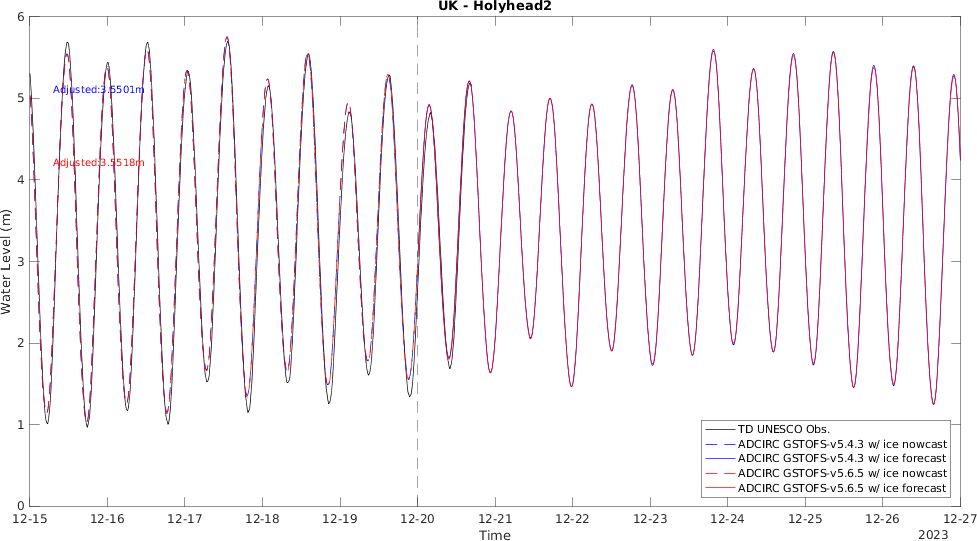 UK - Holyhead2
6
5
4
3
2
1
0
Water Level (m)
Adjusted:3.5501m
Adjusted:3.5518m
TD UNESCO Obs.
ADCIRC GSTOFS-v5.4.3 w/ ice nowcast
ADCIRC GSTOFS-v5.4.3 w/ ice forecast
ADCIRC GSTOFS-v5.6.5 w/ ice nowcast
ADCIRC GSTOFS-v5.6.5 w/ ice forecast
12-15 12-16 12-17 12-18 12-19 12-20 12-21 12-22 12-23 12-24 12-25 12-26 12-27
Time
2023